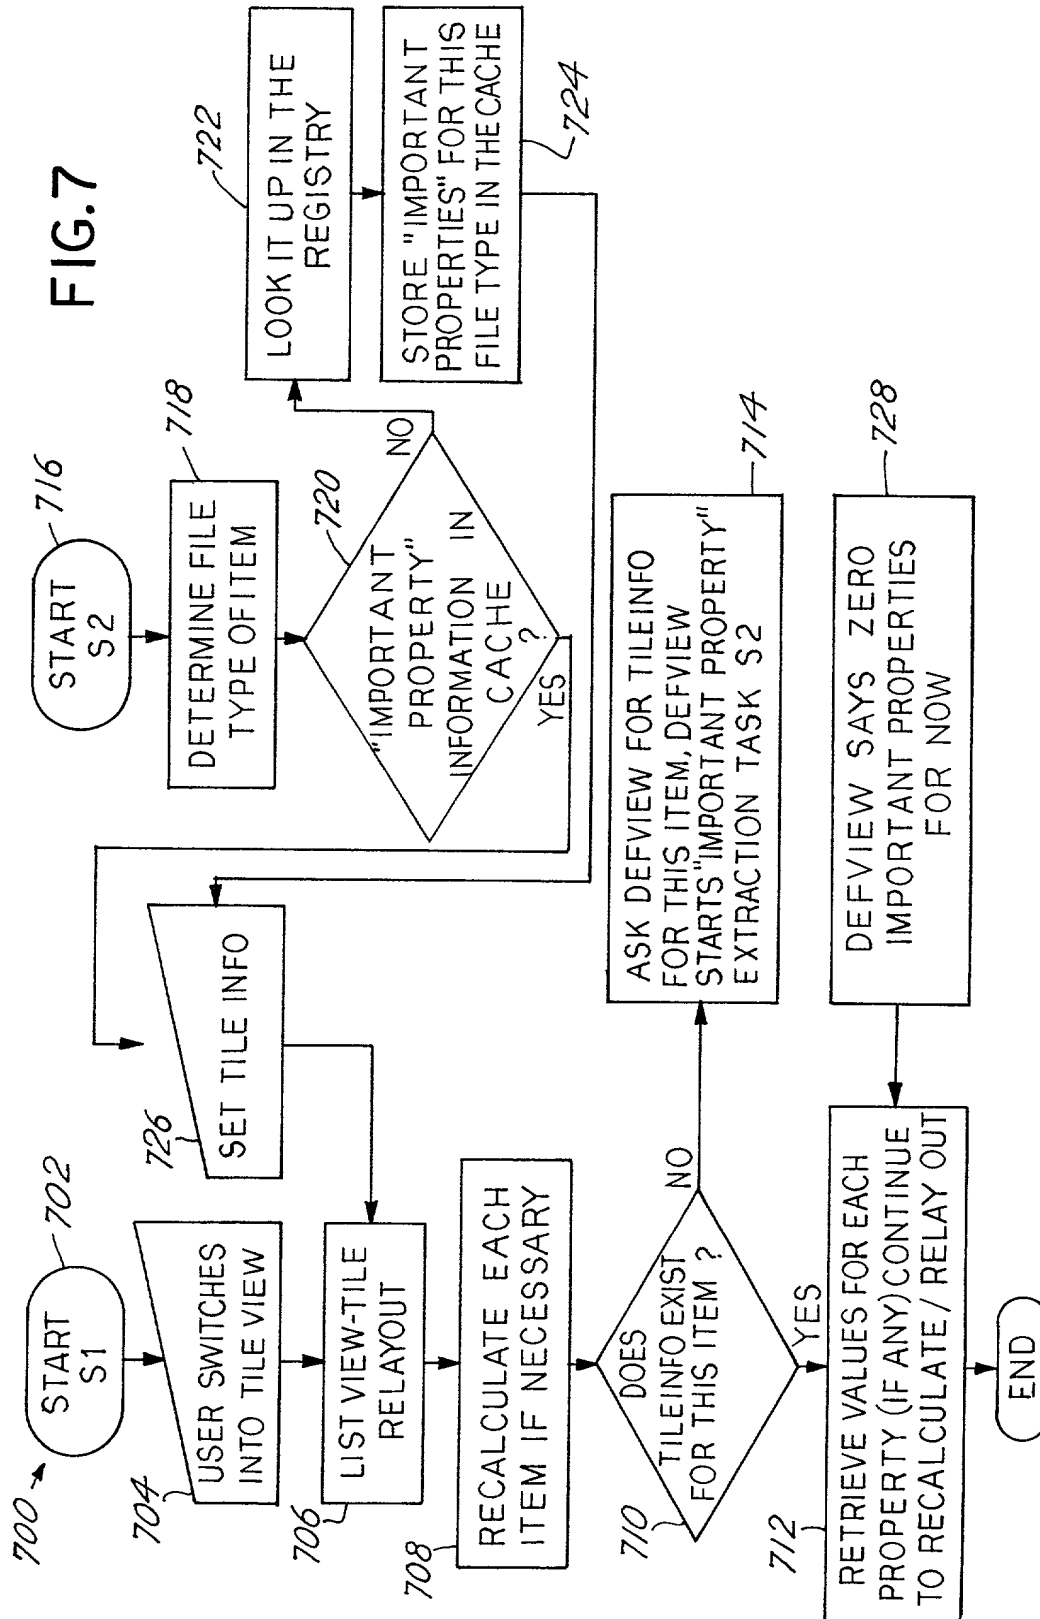 FIG.7
700
START
S1
702
704
USER SWITCHES
INTO TILE VIEW
706
LIST VIEW-TILE
RELAYOUT
708
RECALCULATE EACH
ITEM IF NECESSARY
710
DOES
TILEINFO EXIST
FOR THIS ITEM ?
NO
YES
712
RETRIEVE VALUES FOR EACH
PROPERTY (IF ANY) CONTINUE
TO RECALCULATE / RELAY OUT
END
ASK DEFVIEW FOR TILEINFO
FOR THIS ITEM, DEFVIEW
STARTS "IMPORTANT PROPERTY"
EXTRACTION TASK S2
714
DEFVIEW SAYS ZERO
IMPORTANT PROPERTIES
FOR NOW
728
START
S2
716
DETERMINE FILE
TYPE OF ITEM
718
"IMPORTANT
PROPERTY"
INFORMATION IN
CACHE
?
720
NO
YES
LOOK IT UP IN THE
REGISTRY
722
STORE "IMPORTANT
PROPERTIES" FOR THIS
FILE TYPE IN THE CACHE
724
SET TILE INFO
726